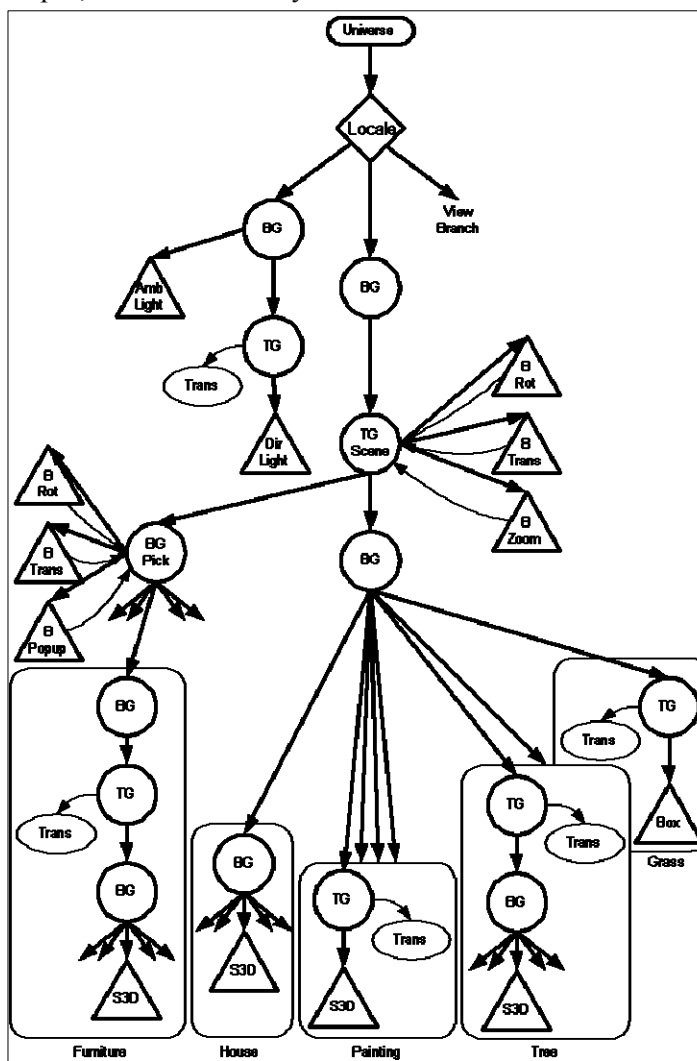 Universe
Locale
View
Branch
BG
Amb
Light
BG
TG
Trans
Dir
Light
TG
Scene
B
Rot
B
Trans
B
Zoom
B
Rot
B
Trans
B
Popup
BG
Pick
BG
BG
TG
Trans
BG
S3D
Furniture
BG
S3D
House
TG
Trans
S3D
Painting
TG
Trans
BG
S3D
Tree
TG
Trans
Box
Grass